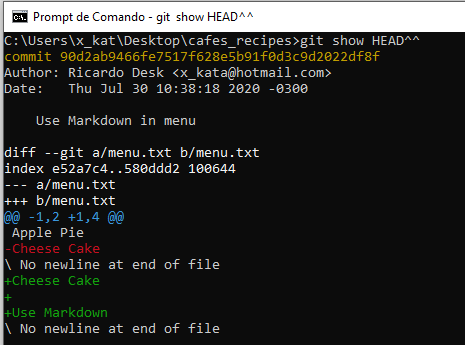 Prompt de Comando - git show HEAD^^
C:\Users\x_kat\Desktop\cafes_recipes>git show HEAD^^
commit 90d2ab9466fe7517f628e5b91f0d3c9d2022df8f
Author: Ricardo Desk <x_kata@hotmail.com>
Date:   Thu Jul 30 10:38:18 2020 -0300
    Use Markdown in menu
diff --git a/menu.txt b/menu.txt
index e52a7c4..580ddd2 100644
--- a/menu.txt
+++ b/menu.txt
@@ -1,2 +1,4 @@
 Apple Pie
-Cheese Cake
\ No newline at end of file
+Cheese Cake
+
+Use Markdown
\ No newline at end of file